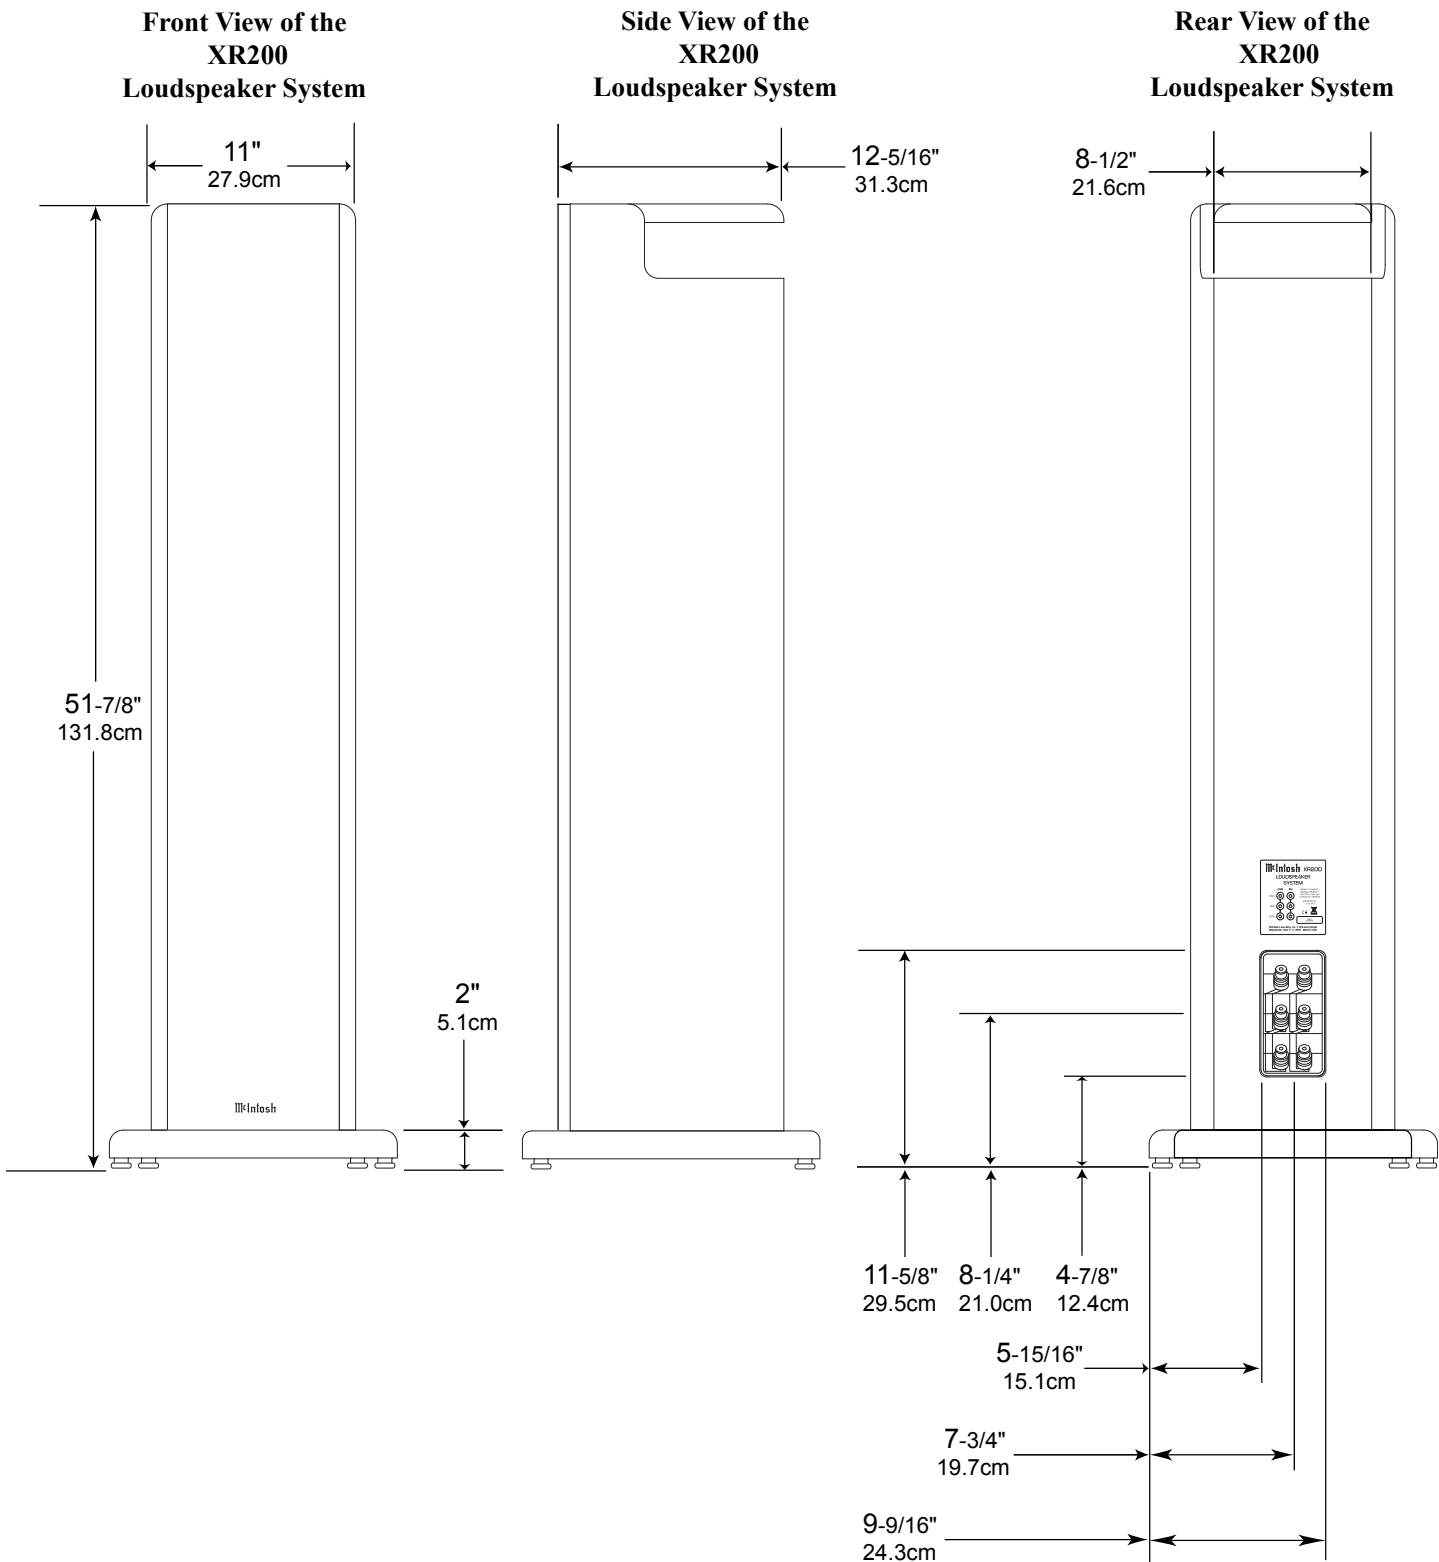 Front View of the
XR200
Loudspeaker System
Side View of the
XR200
Loudspeaker System
Rear View of the
XR200
Loudspeaker System
11"
27.9cm
12-5/16"
31.3cm
8-1/2"
21.6cm
51-7/8"
131.8cm
2"
5.1cm
McIntosh
McIntosh XR200
LOUDSPEAKER
SYSTEM
11-5/8"
29.5cm
8-1/4"
21.0cm
4-7/8"
12.4cm
5-15/16"
15.1cm
7-3/4"
19.7cm
9-9/16"
24.3cm